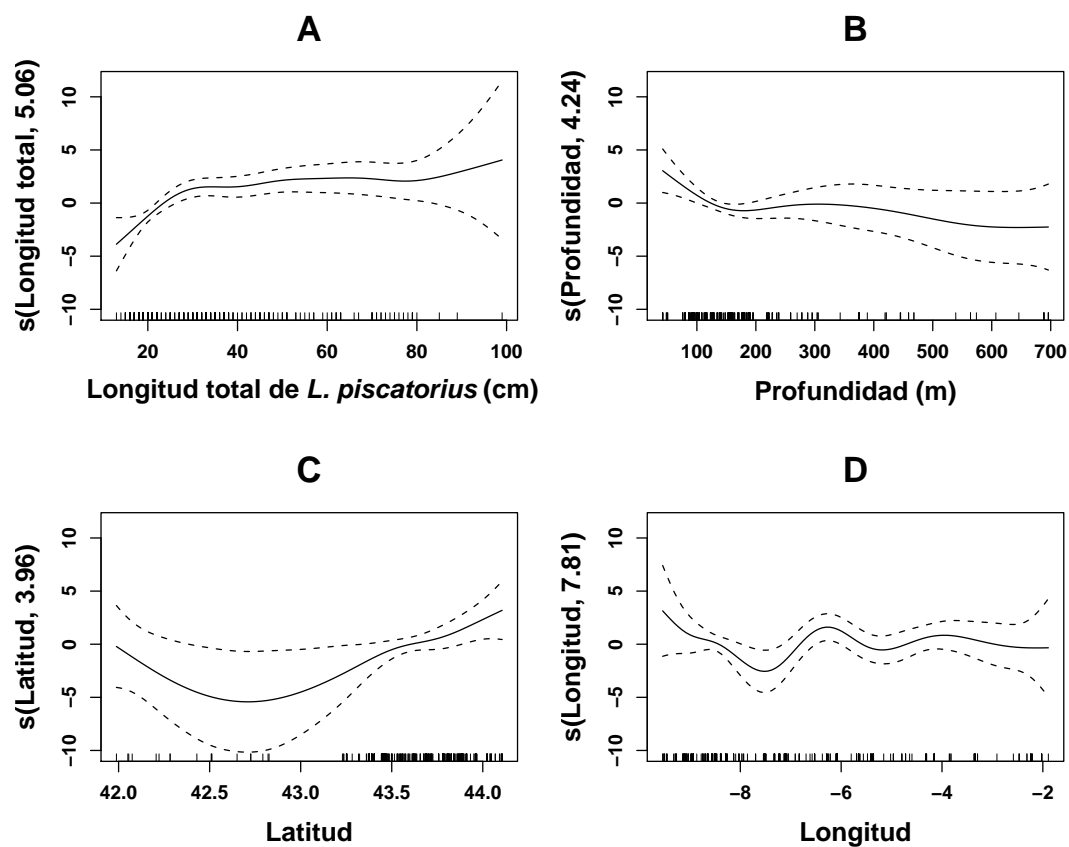 A
s(Longitud total, 5.06)
10
5
0
−5
−10
20 40 60 80 100
Longitud total de L. piscatorius (cm)
B
s(Profundidad, 4.24)
10
5
0
−5
−10
100 200 300 400 500 600 700
Profundidad (m)
C
s(Latitud, 3.96)
10
5
0
−5
−10
42.0 42.5 43.0 43.5 44.0
Latitud
D
s(Longitud, 7.81)
10
5
0
−5
−10
−8 −6 −4 −2
Longitud